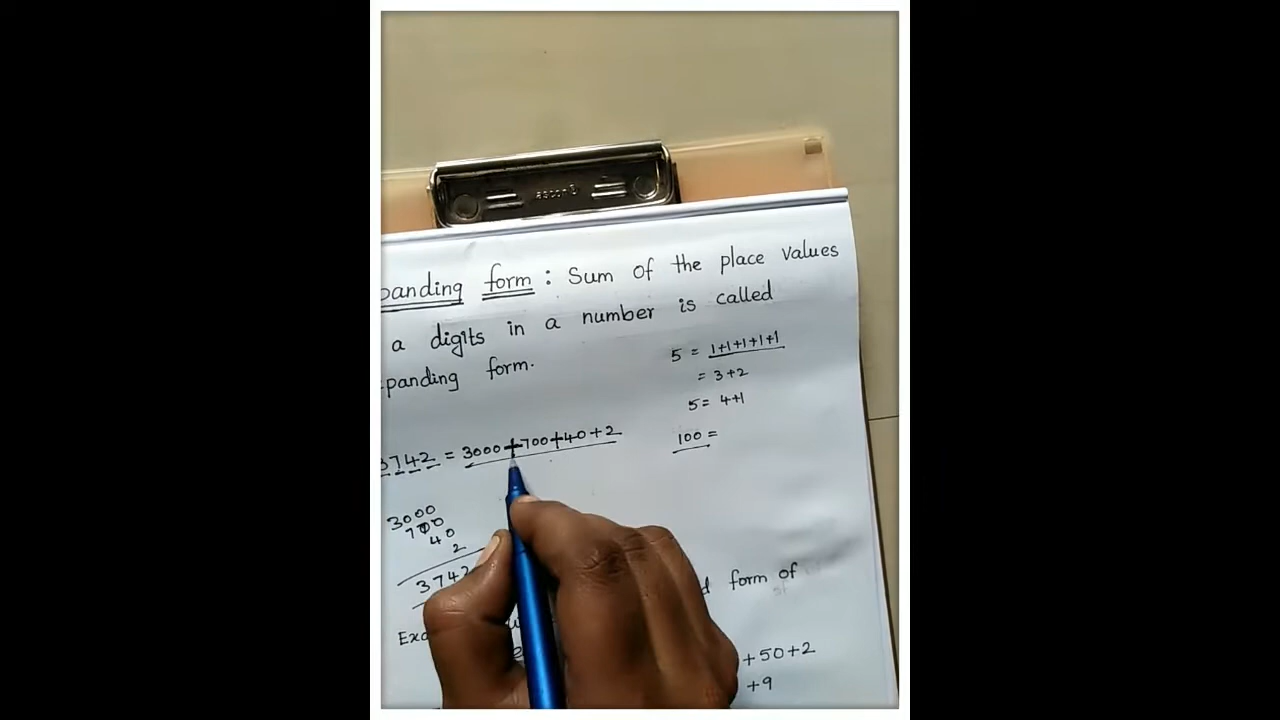 ascon
panding form : Sum of the place values
a digits in a number is called
panding form.
5 = 1+1+1+1+1
= 3+2
5 = 4+1
100 =
3742 = 3000+700+40+2
3000
700
40
2
3742
form of
+50+2
+9